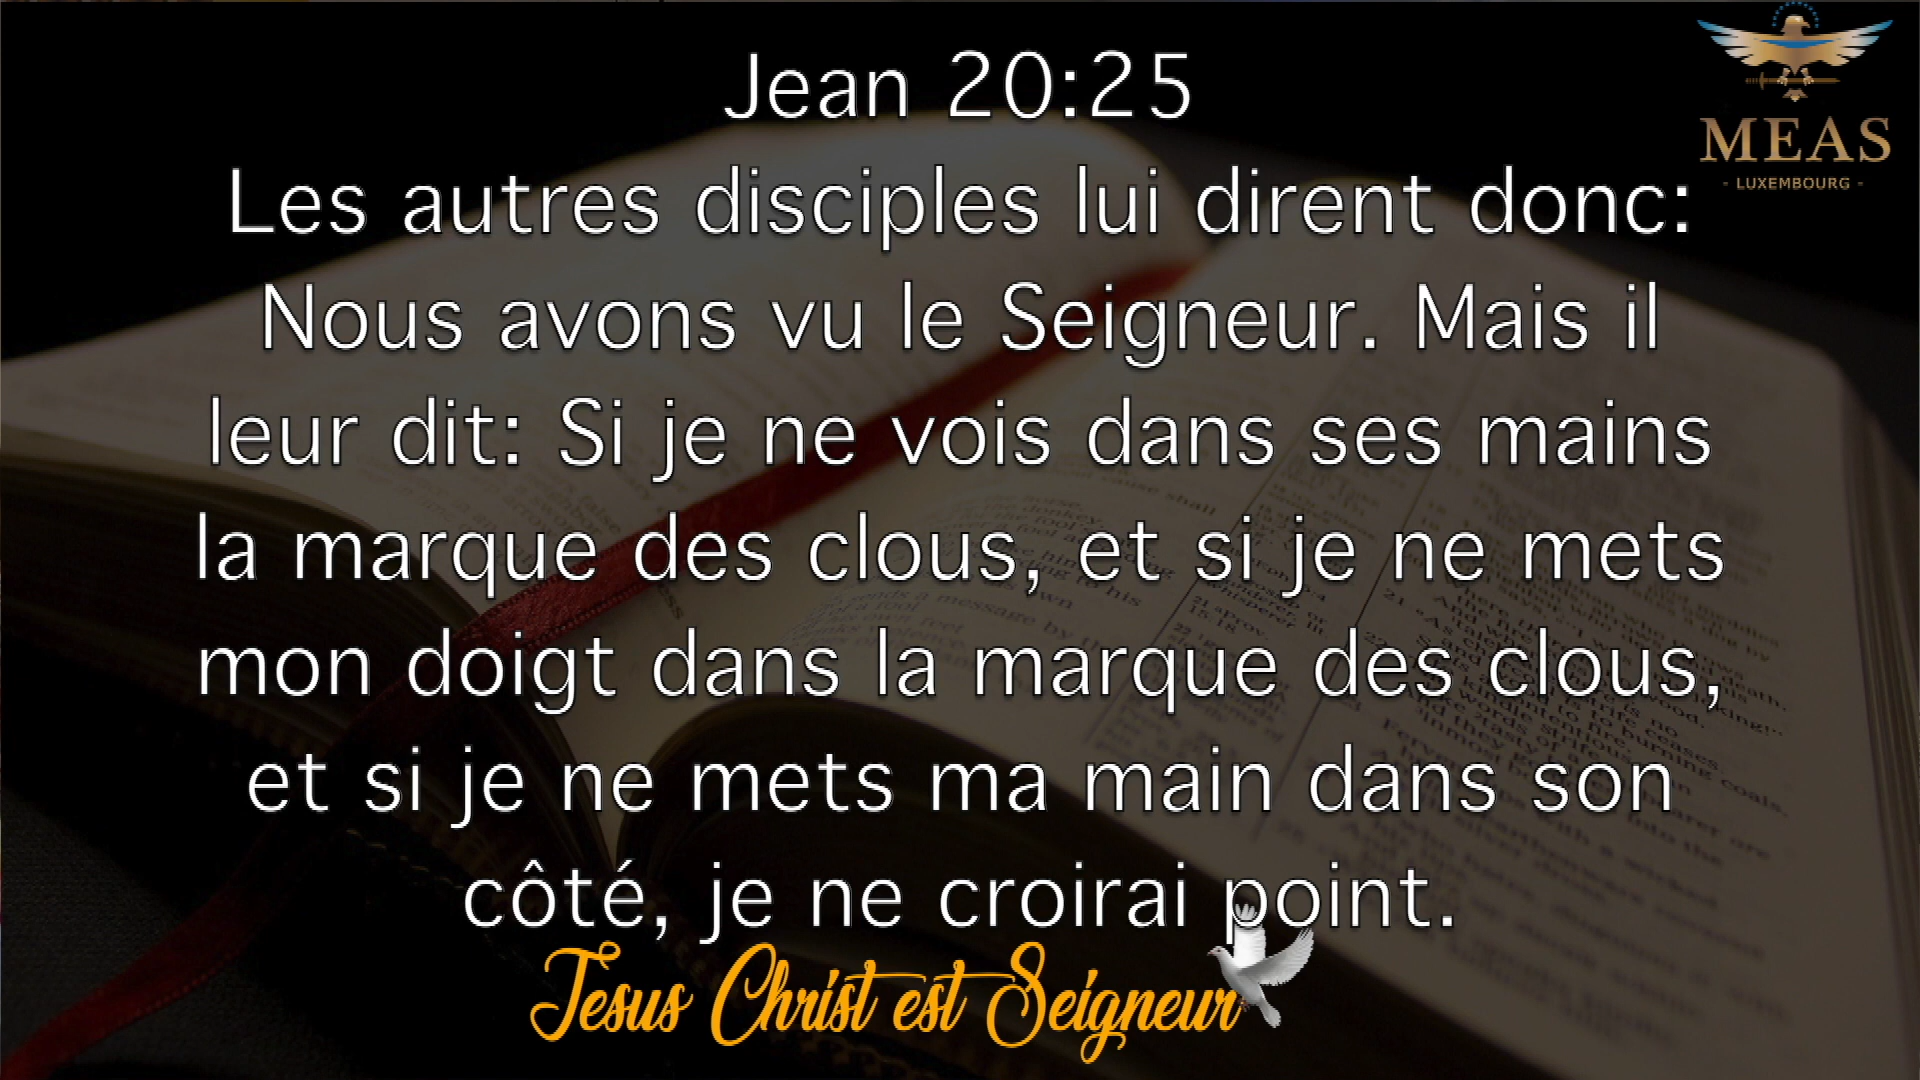 Jean 20:25
Les autres disciples lui dirent donc:
Nous avons vu le Seigneur. Mais il
leur dit: Si je ne vois dans ses mains
la marque des clous, et si je ne mets
mon doigt dans la marque des clous,
et si je ne mets ma main dans son
côté, je ne croirai point.
Jesus Christ est Seigneur
MEAS
- LUXEMBOURG -